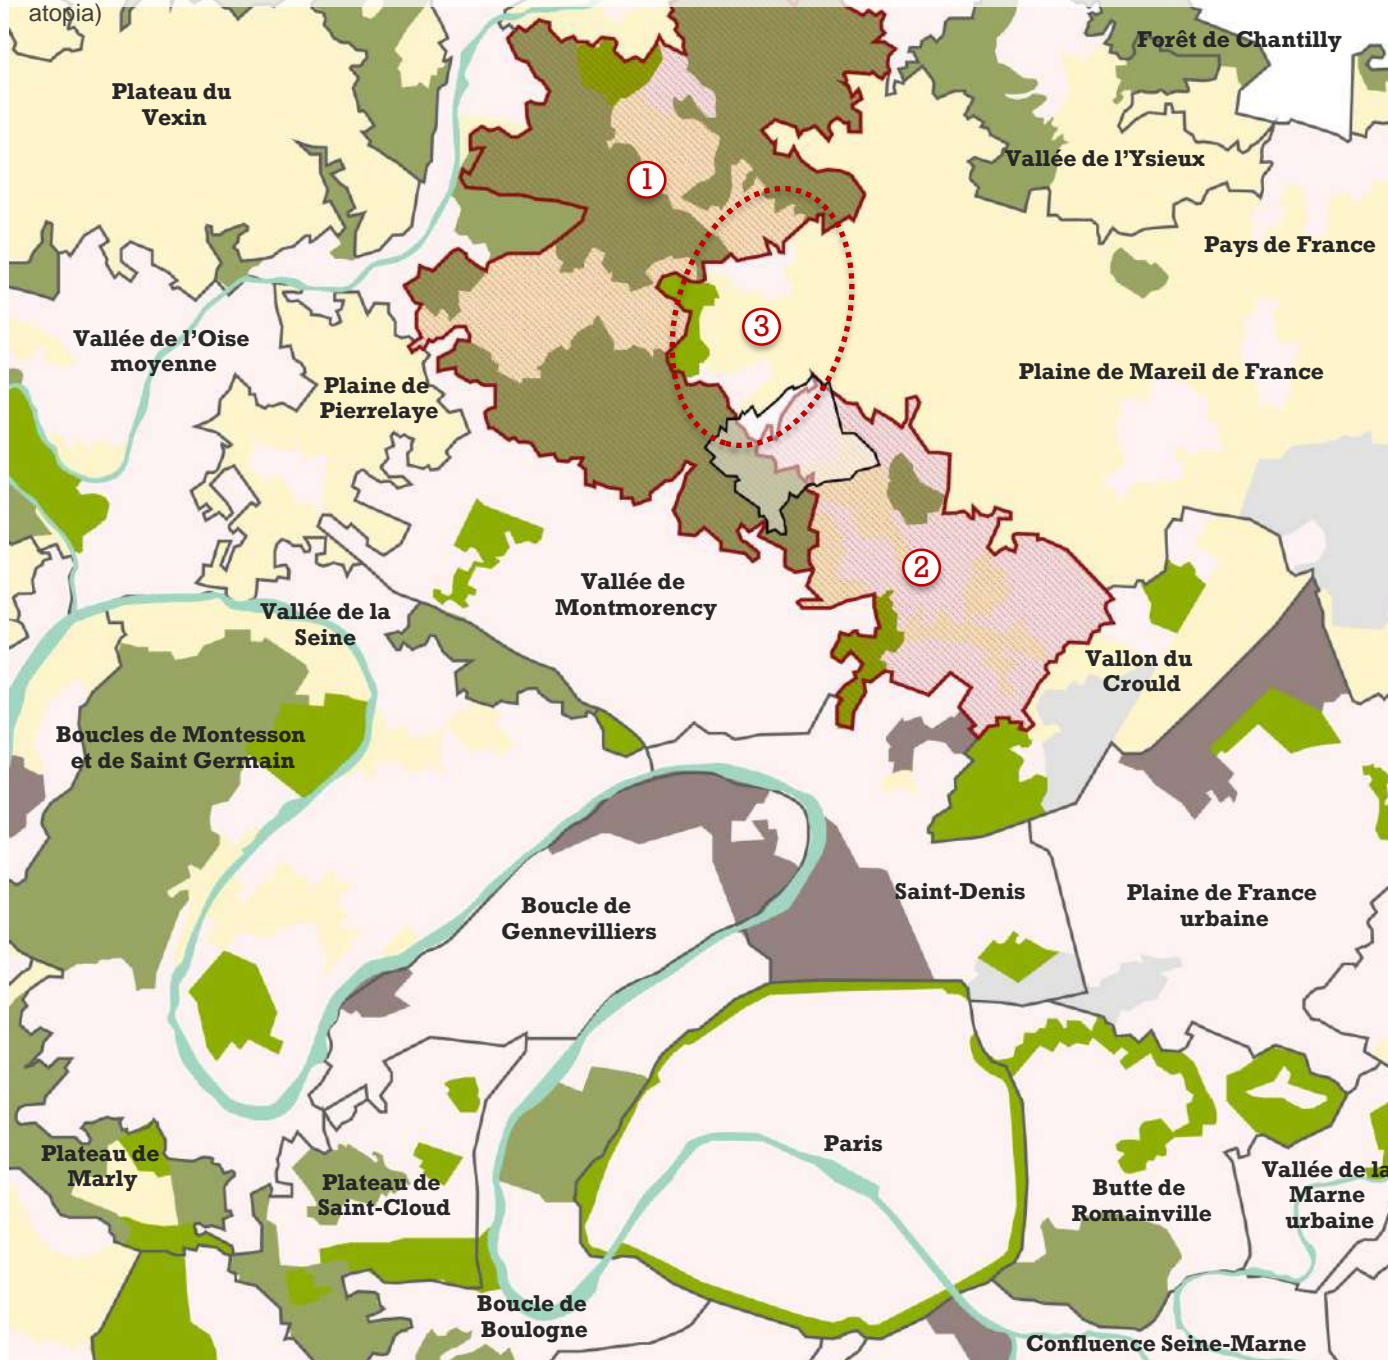 atopia)
Forêt de Chantilly
Plateau du
Vexin
Vallée de l'Ysieux
1
Pays de France
3
Vallée de l'Oise
moyenne
Plaine de
Pierrelaye
Plaine de Mareil de France
2
Vallée de
Montmorency
Vallée de la
Seine
Vallon du
Crould
Boucles de Montesson
et de Saint Germain
Boucle de
Gennevilliers
Saint-Denis
Plaine de France
urbaine
Paris
Plateau de
Marly
Plateau de
Saint-Cloud
Butte de
Romainville
Vallée de la
Marne
urbaine
Boucle de
Boulogne
Confluence Seine-Marne